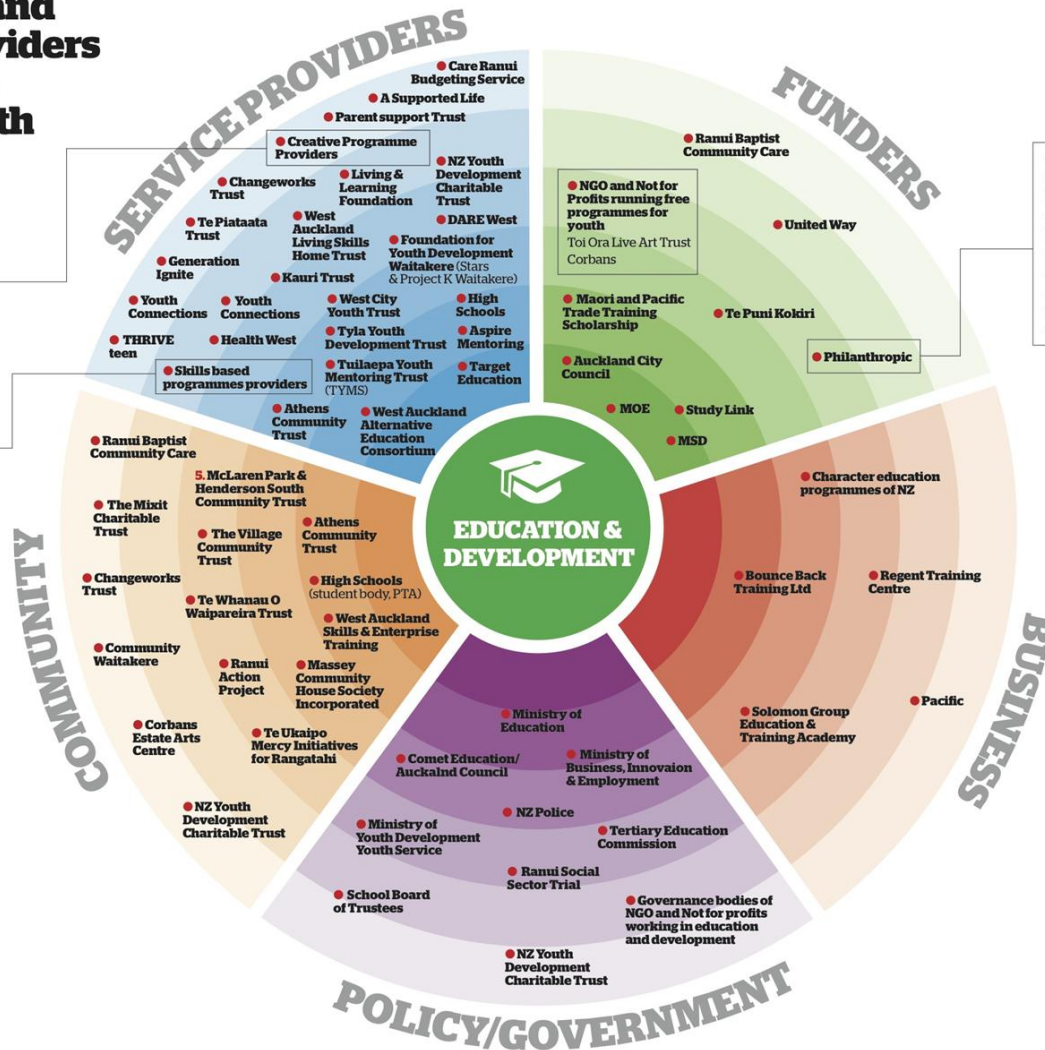 and
viders
th
SERVICE PROVIDERS
Care Ranui
Budgeting Service
A Supported Life
Parent support Trust
Creative Programme
Providers
NZ Youth
Development
Charitable
Trust
Living &
Learning
Foundation
Changeworks
Trust
DARE West
West
Auckland
Living Skills
Home Trust
Te Piataata
Trust
Foundation for
Youth Development
Waitakere (Stars
& Project K Waitakere)
Generation
Ignite
Kauri Trust
Youth
Connections
Youth
Connections
West City
Youth Trust
High
Schools
THRIVE
teen
Health West
Tyla Youth
Development Trust
Aspire
Mentoring
Skills based
programmes providers
Tuilaepa Youth
Mentoring Trust
(TYMS)
Target
Education
Athens
Community
Trust
West Auckland
Alternative
Education
Consortium
FUNDERS
Ranui Baptist
Community Care
NGO and Not for
Profits running free
programmes for
youth
Toi Ora Live Art Trust
Corbans
United Way
Maori and Pacific
Trade Training
Scholarship
Te Puni Kokiri
Philanthropic
Auckland City
Council
MOE
Study Link
MSD
EDUCATION &
DEVELOPMENT
COMMUNITY
Ranui Baptist
Community Care
5. McLaren Park &
Henderson South
Community Trust
The Mixit
Charitable
Trust
Athens
Community
Trust
The Village
Community
Trust
Changeworks
Trust
High Schools
(student body, PTA)
Te Whanau O
Waipareira Trust
West Auckland
Skills & Enterprise
Training
Community
Waitakere
Ranui
Action
Project
Massey
Community
House Society
Incorporated
Corbans
Estate Arts
Centre
Te Ukaipo
Mercy Initiatives
for Rangatahi
NZ Youth
Development
Charitable Trust
BUSINESS
Character education
programmes of NZ
Bounce Back
Training Ltd
Regent Training
Centre
Pacific
Solomon Group
Education &
Training Academy
Ministry of
Education
Comet Education/
Auckalnd Council
Ministry of
Business, Innovaion
& Employment
NZ Police
Ministry of
Youth Development
Youth Service
Tertiary Education
Commission
Ranui Social
Sector Trial
School Board
of Trustees
Governance bodies of
NGO and Not for profits
working in education
and development
NZ Youth
Development
Charitable Trust
POLICY/GOVERNMENT